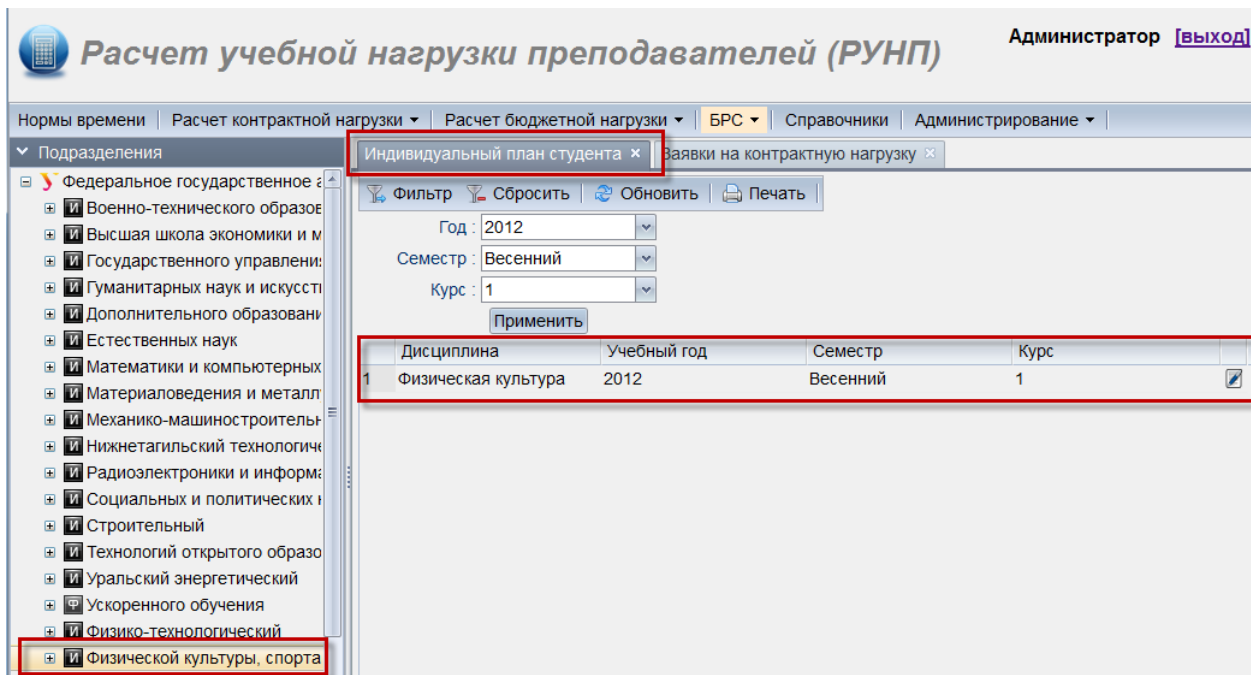 Расчет учебной нагрузки преподавателей (РУНП)
Администратор [выход]
Нормы времени Расчет контрактной нагрузки Расчет бюджетной нагрузки БРС Справочники Администрирование
Подразделения
Индивидуальный план студента × Заявки на контрактную нагрузку ×
Федеральное государственное а
И Военно-технического образов
И Высшая школа экономики и м
И Государственного управлени
И Гуманитарных наук и искусст
И Дополнительного образовани
И Естественных наук
И Математики и компьютерных
И Материаловедения и металл
И Механико-машиностроительн
И Нижнетагильский технологиче
И Радиоэлектроники и информа
И Социальных и политических н
И Строительный
И Технологий открытого образо
И Уральский энергетический
Ф Ускоренного обучения
И Физико-технологический
И Физической культуры, спорта
Фильтр Сбросить Обновить Печать
Год : 2012
Семестр : Весенний
Курс : 1
Применить
Дисциплина Учебный год Семестр Курс
1 Физическая культура 2012 Весенний 1